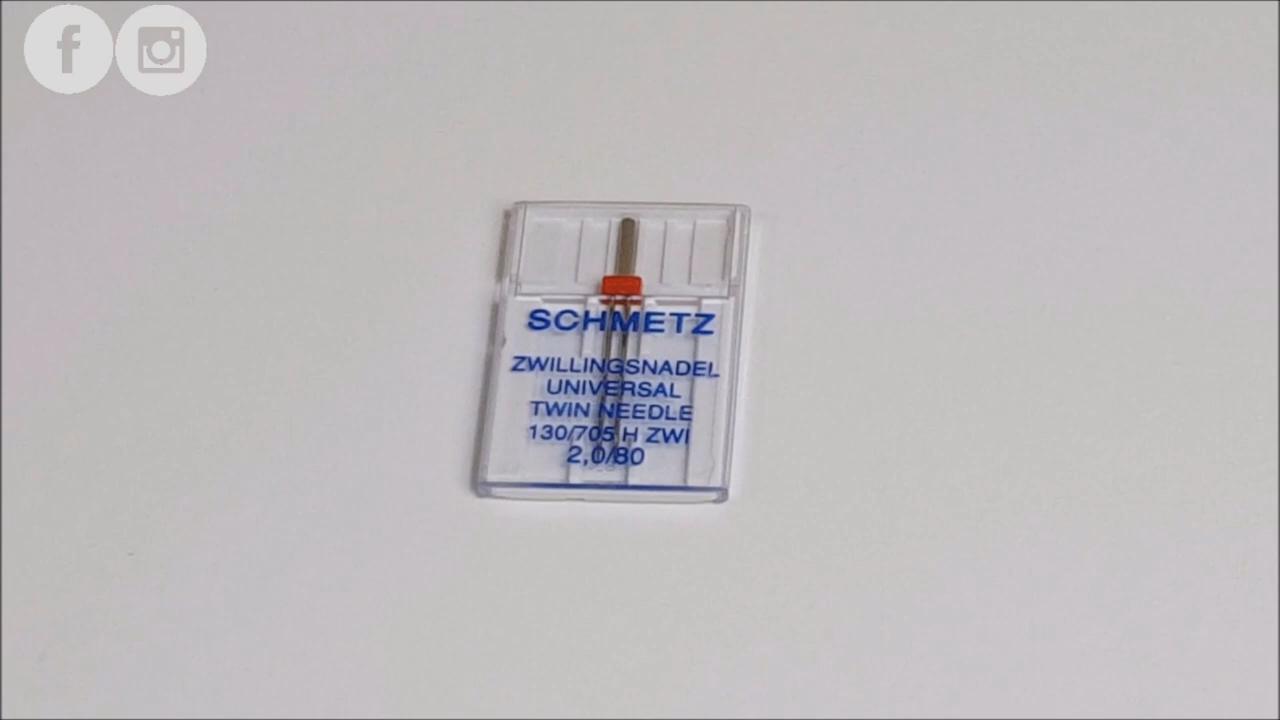 SCHMETZ
ZWILLINGSNADEL
UNIVERSAL
TWIN NEEDLE
130/705 H ZWI
2,0/80